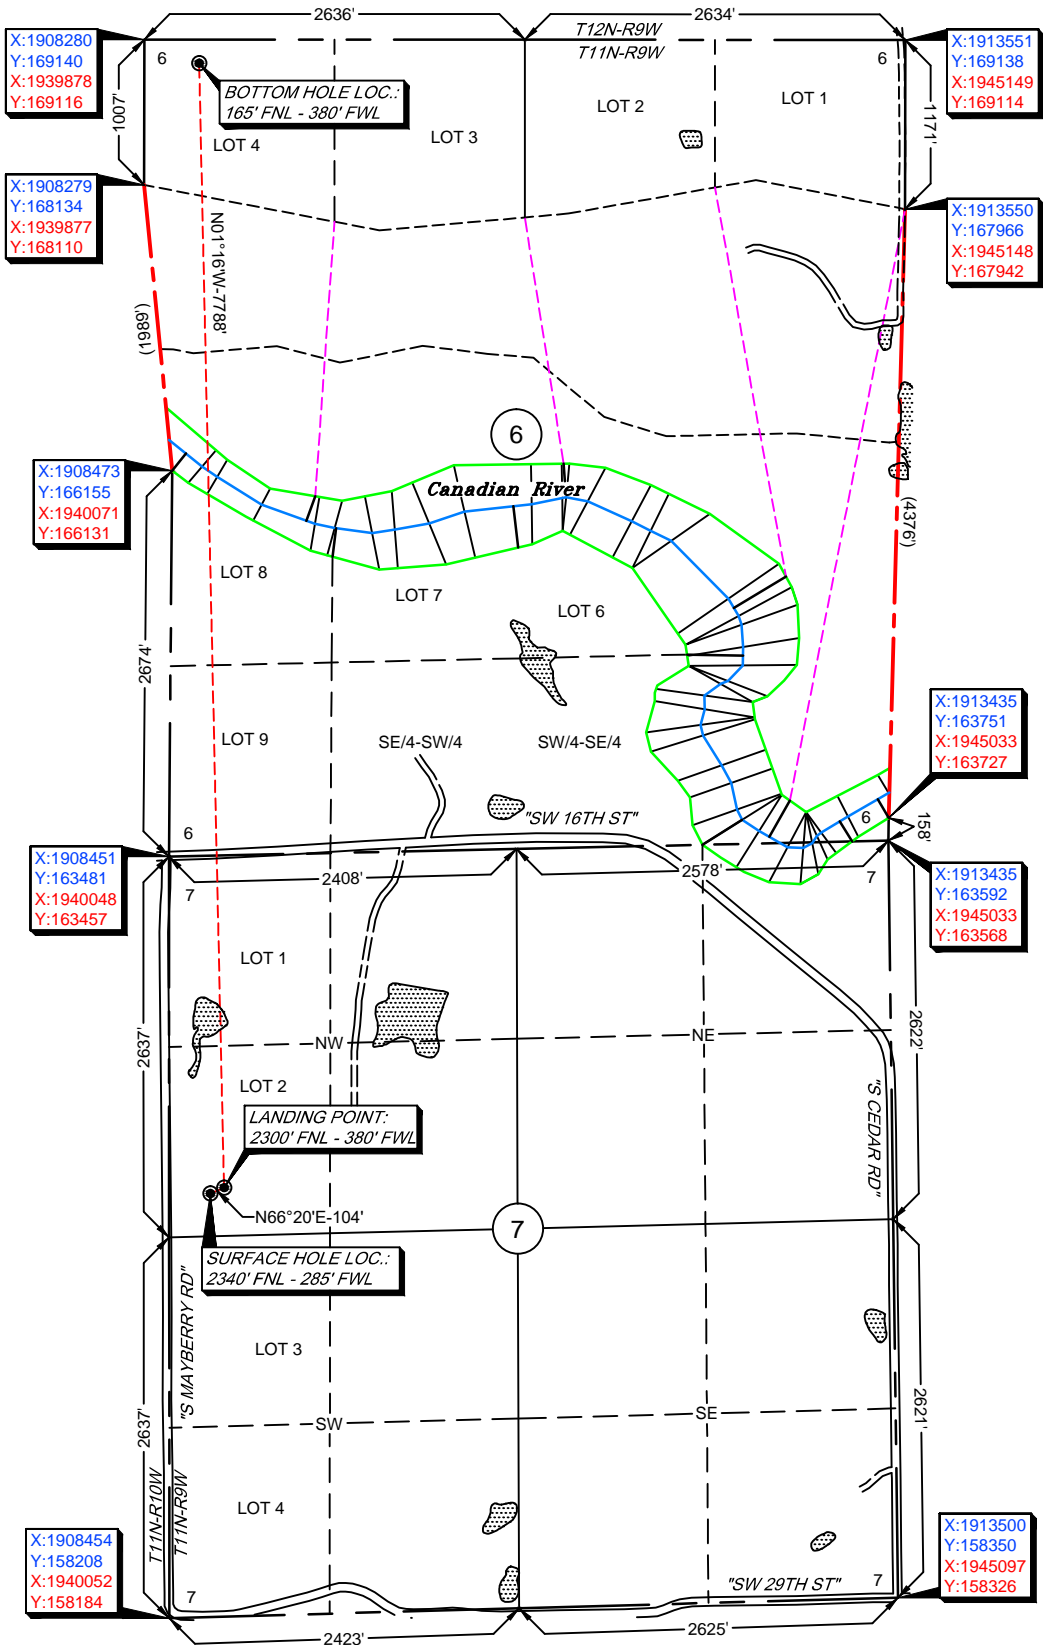 2636'
2634'
T12N-R9W
T11N-R9W
X:1908280
Y:169140
X:1939878
Y:169116
X:1913551
Y:169138
X:1945149
Y:169114
6
6
BOTTOM HOLE LOC.:
165' FNL - 380' FWL
LOT 4
LOT 3
LOT 2
LOT 1
1007'
1171'
X:1908279
Y:168134
X:1939877
Y:168110
X:1913550
Y:167966
X:1945148
Y:167942
N01°16'W-7788'
(1989')
6
Canadian River
(4376')
X:1908473
Y:166155
X:1940071
Y:166131
LOT 8
LOT 7
LOT 6
2674'
LOT 9
SE/4-SW/4
SW/4-SE/4
X:1913435
Y:163751
X:1945033
Y:163727
"SW 16TH ST"
6
6
158'
X:1908451
Y:163481
X:1940048
Y:163457
2408'
2578'
7
7
X:1913435
Y:163592
X:1945033
Y:163568
LOT 1
2637'
NW
NE
2622'
LOT 2
"S CEDAR RD"
LANDING POINT:
2300' FNL - 380' FWL
N66°20'E-104'
7
SURFACE HOLE LOC.:
2340' FNL - 285' FWL
"S MAYBERRY RD"
LOT 3
2637'
SW
SE
2621'
T11N-R10W
T11N-R9W
LOT 4
X:1908454
Y:158208
X:1940052
Y:158184
X:1913500
Y:158350
X:1945097
Y:158326
7
"SW 29TH ST"
7
2423'
2625'